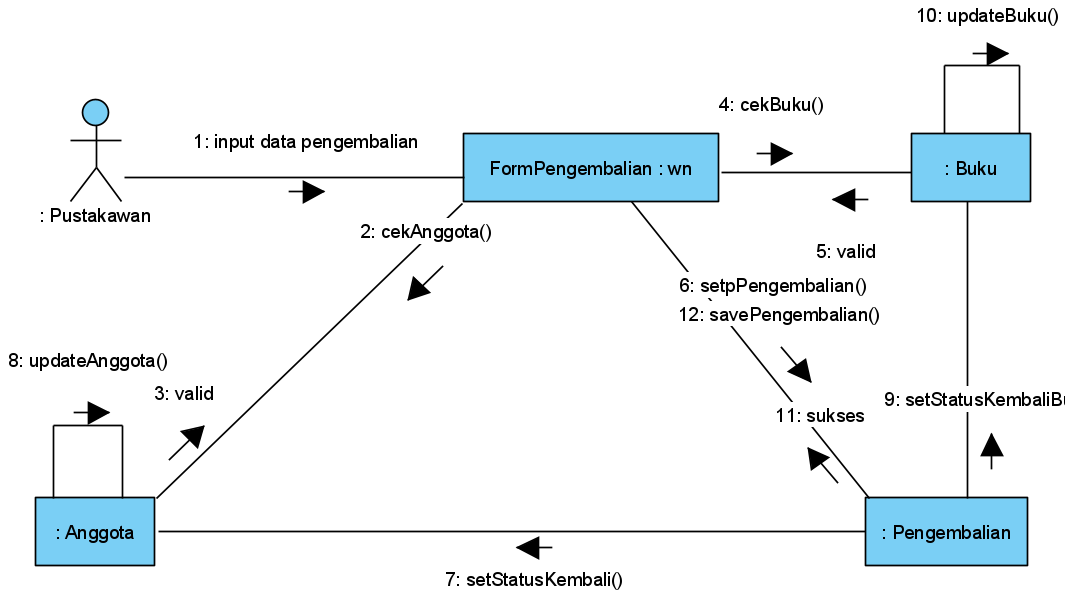 10: updateBuku()
4: cekBuku()
1: input data pengembalian
FormPengembalian : wn
: Buku
: Pustakawan
2: cekAnggota()
5: valid
6: setpPengembalian()
12: savePengembalian()
8: updateAnggota()
3: valid
11: sukses
9: setStatusKembaliBu
: Anggota
: Pengembalian
7: setStatusKembali()